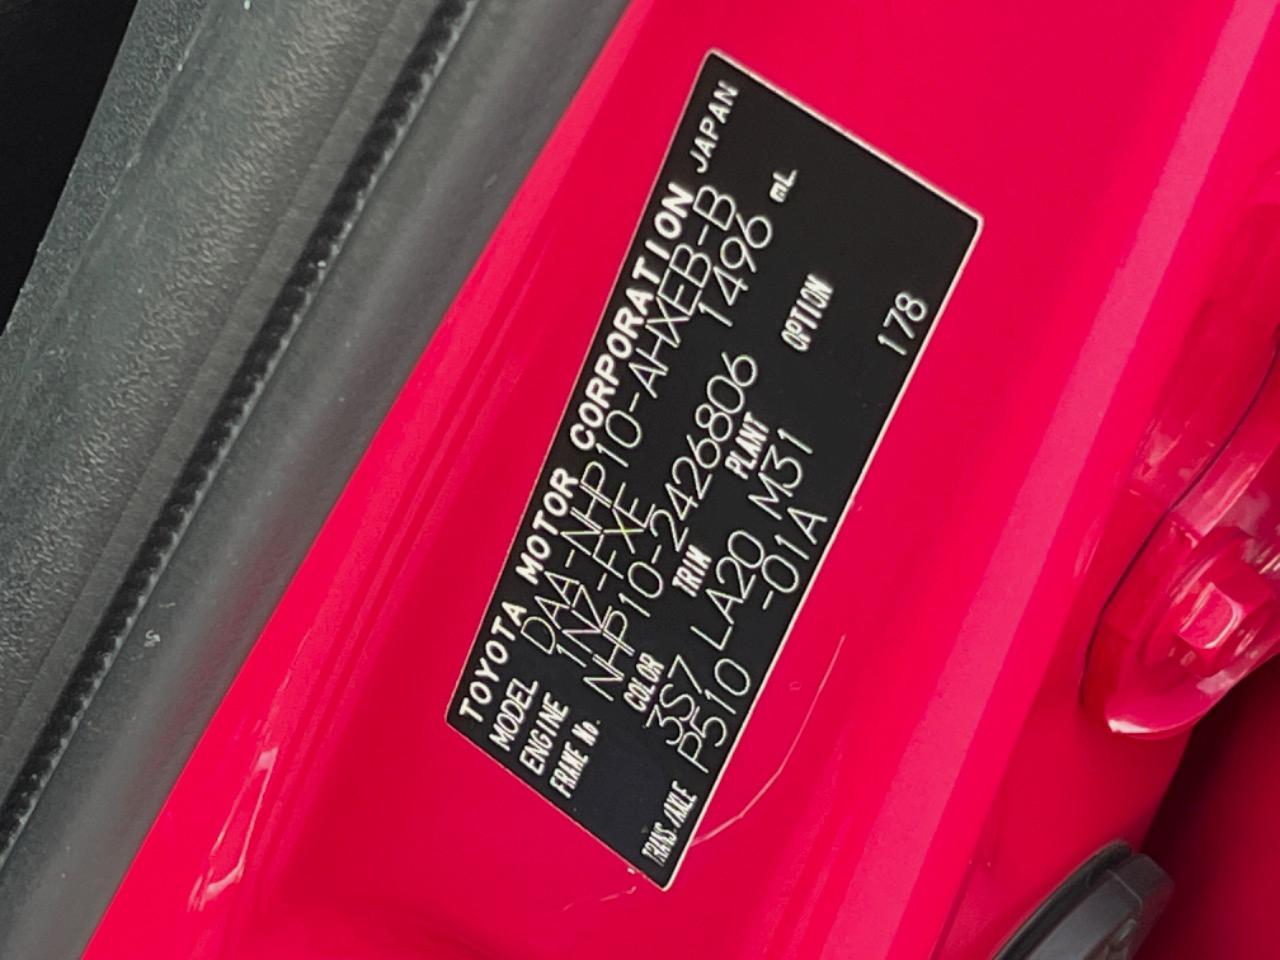 TOYOTA MOTOR CORPORATION JAPAN
MODEL DAA-NHP10-AHXEB-B
ENGINE 1NZ-FXE 1496 mL
FRAME No. NHP10-2426806
COLOR TRIM PLANT OPTION
3S7 LA20 M31
TRANS./AXLE P510 -01A 178